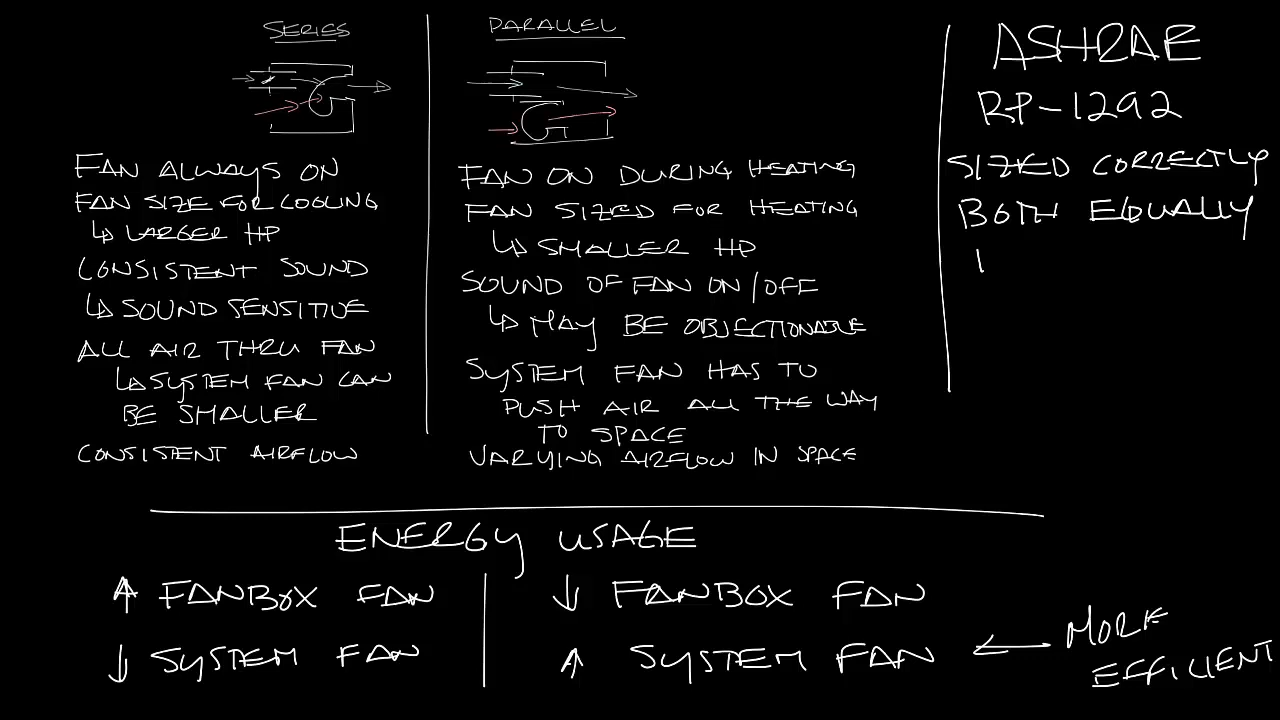 SERIES
FAN ALWAYS ON
FAN SIZE FOR COOLING
↳ LARGER HP
CONSISTENT SOUND
↳ SOUND SENSITIVE
ALL AIR THRU FAN
↳ SYSTEM FAN CAN
BE SMALLER
CONSISTENT AIRFLOW
PARALLEL
FAN ON DURING HEATING
FAN SIZED FOR HEATING
↳ SMALLER HP
SOUND OF FAN ON/OFF
↳ MAY BE OBJECTIONABLE
SYSTEM FAN HAS TO
PUSH AIR ALL THE WAY
TO SPACE
VARYING AIRFLOW IN SPACE
ASHRAE
RP-1292
SIZED CORRECTLY
BOTH EQUALLY
ENERGY USAGE
↑ FANBOX FAN
↓ SYSTEM FAN
↓ FANBOX FAN
↑ SYSTEM FAN ← MORE
EFFICIENT